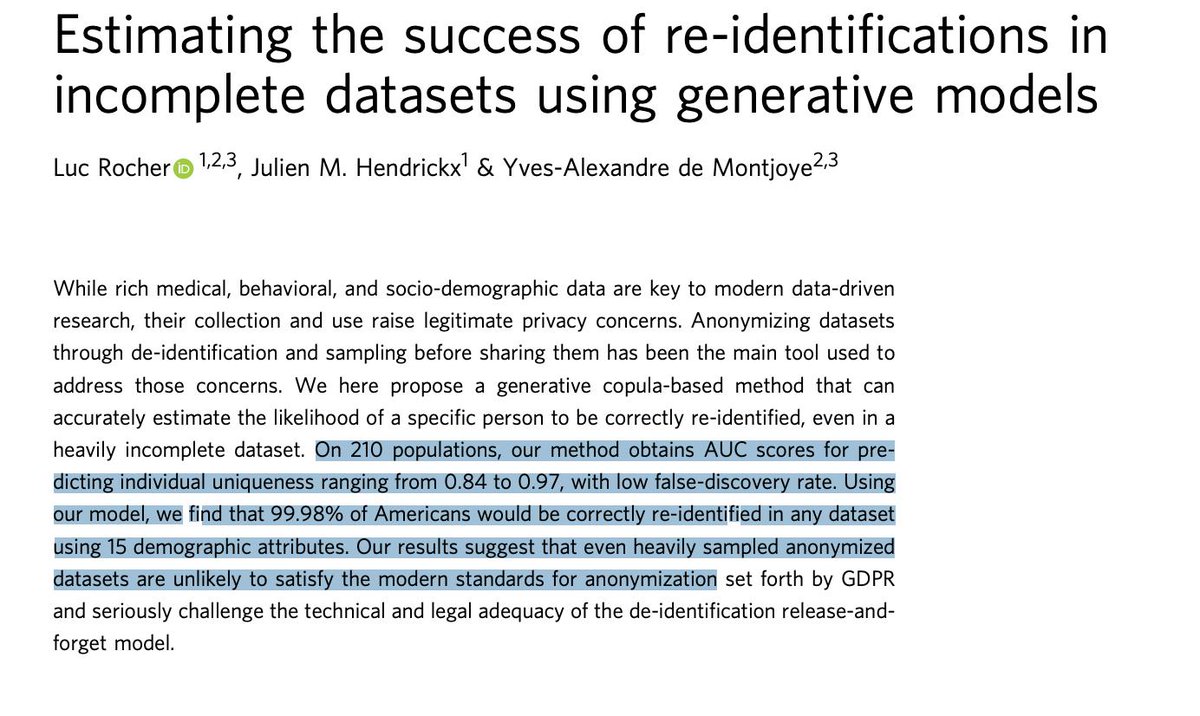 Estimating the success of re-identifications in
incomplete datasets using generative models
Luc Rocher iD 1,2,3, Julien M. Hendrickx1 & Yves-Alexandre de Montjoye2,3
While rich medical, behavioral, and socio-demographic data are key to modern data-driven
research, their collection and use raise legitimate privacy concerns. Anonymizing datasets
through de-identification and sampling before sharing them has been the main tool used to
address those concerns. We here propose a generative copula-based method that can
accurately estimate the likelihood of a specific person to be correctly re-identified, even in a
heavily incomplete dataset. On 210 populations, our method obtains AUC scores for pre-
dicting individual uniqueness ranging from 0.84 to 0.97, with low false-discovery rate. Using
our model, we find that 99.98% of Americans would be correctly re-identified in any dataset
using 15 demographic attributes. Our results suggest that even heavily sampled anonymized
datasets are unlikely to satisfy the modern standards for anonymization set forth by GDPR
and seriously challenge the technical and legal adequacy of the de-identification release-and-
forget model.